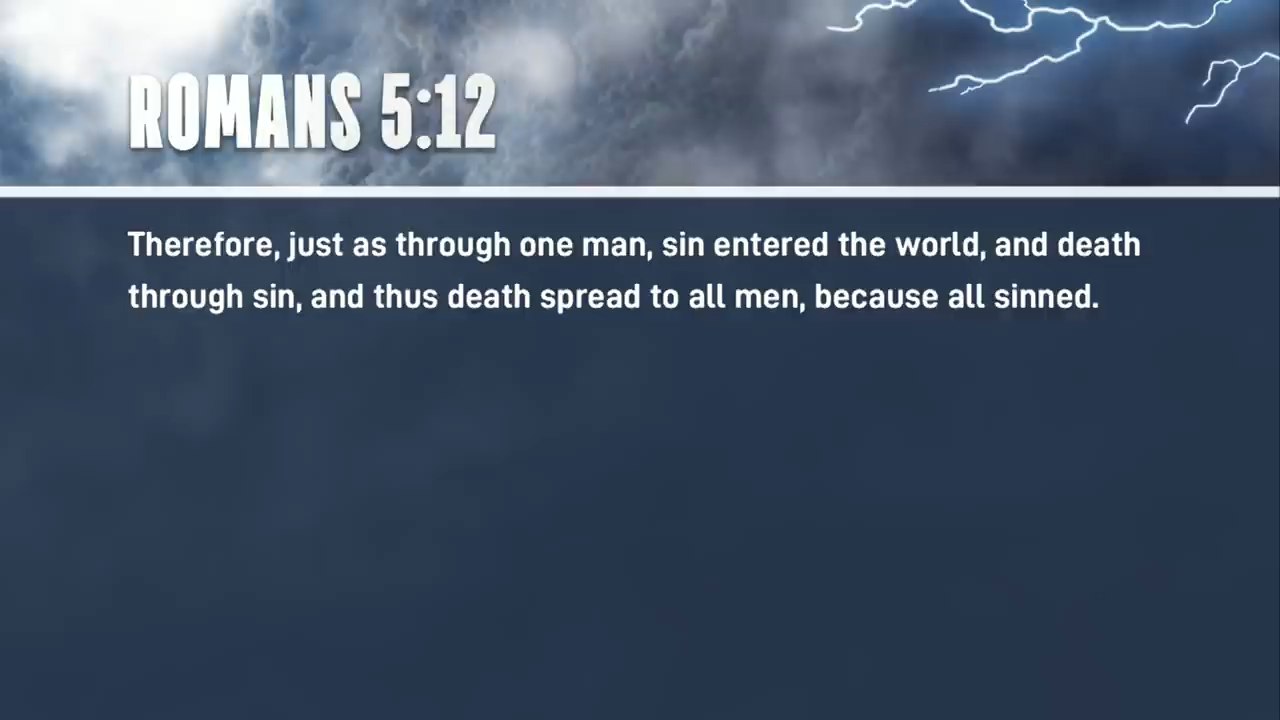 ROMANS 5:12
Therefore, just as through one man, sin entered the world, and death
through sin, and thus death spread to all men, because all sinned.